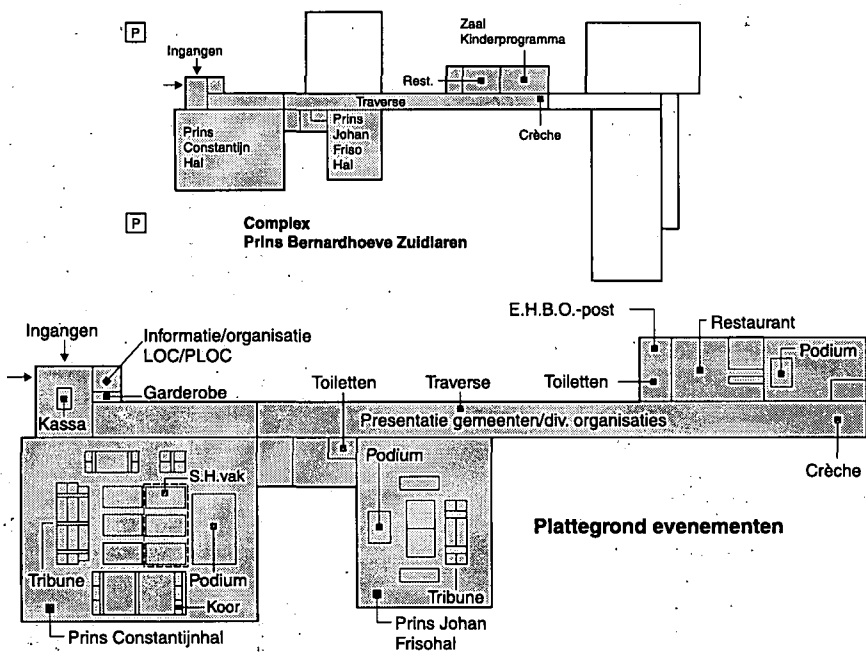 P
Ingangen
Zaal
Kinderprogramma
Rest.
Traverse
Crèche
Prins
Constantijn
Hal
Prins
Johan
Friso
Hal
P
Complex
Prins Bernardhoeve Zuidlaren
E.H.B.O.-post
Restaurant
Podium
Ingangen
Informatie/organisatie
LOC/PLOC
Garderobe
Toiletten
Traverse
Toiletten
Kassa
Presentatie gemeenten/div. organisaties
Crèche
S.H.vak
Podium
Plattegrond evenementen
Tribune
Podium
Koor
Tribune
Prins Constantijnhal
Prins Johan
Frisohal